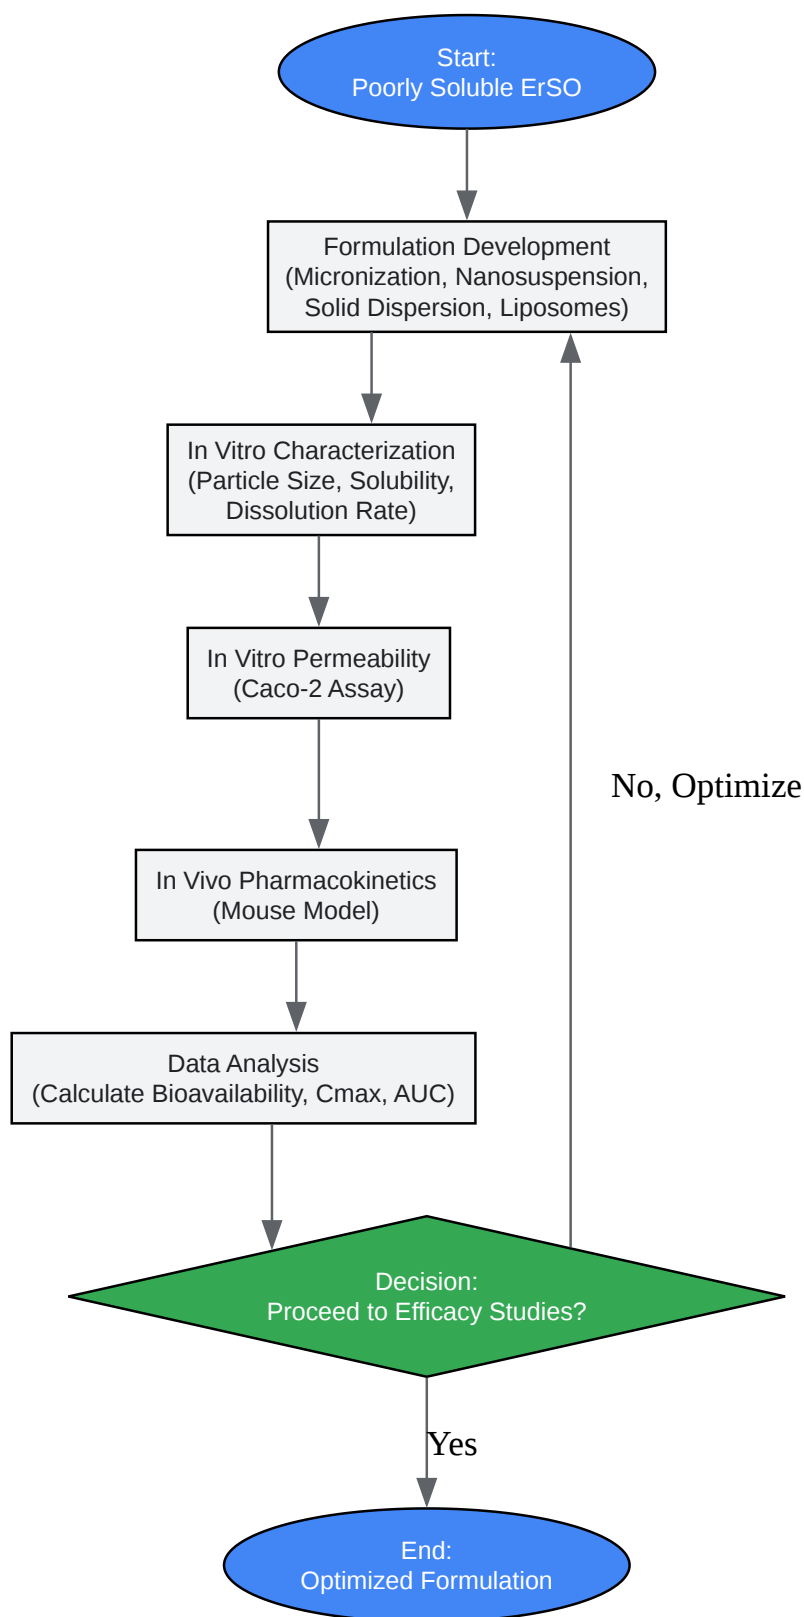 Start:
Poorly Soluble ErSO
Formulation Development
(Micronization, Nanosuspension,
Solid Dispersion, Liposomes)
In Vitro Characterization
(Particle Size, Solubility,
Dissolution Rate)
In Vitro Permeability
(Caco-2 Assay)
No, Optimize
In Vivo Pharmacokinetics
(Mouse Model)
Data Analysis
(Calculate Bioavailability, Cmax, AUC)
Decision:
Proceed to Efficacy Studies?
Yes
End:
Optimized Formulation